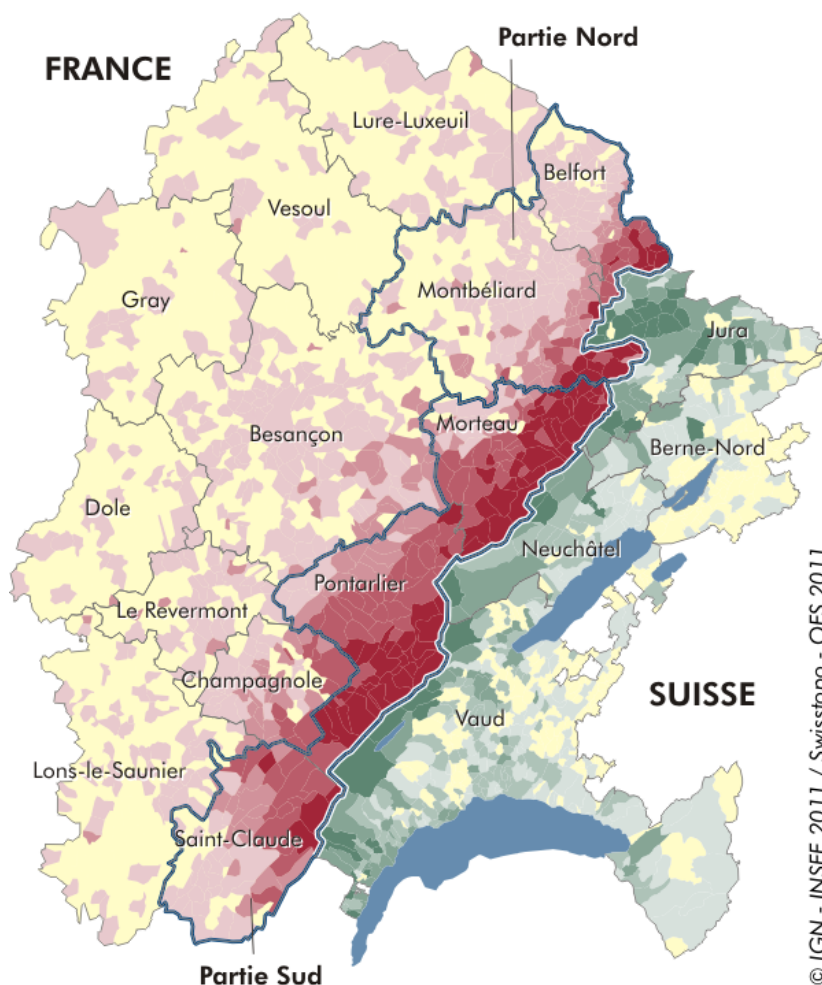 Partie Nord
FRANCE
Lure-Luxeuil
Belfort
Vesoul
Montbéliard
Gray
Jura
Morteau
Besançon
Berne-Nord
Dole
Neuchâtel
Pontarlier
Le Revermont
Champagnole
SUISSE
Vaud
Lons-le-Saunier
Saint-Claude
Partie Sud
© IGN - INSEE 2011 / Swisstopo - OFS 2011